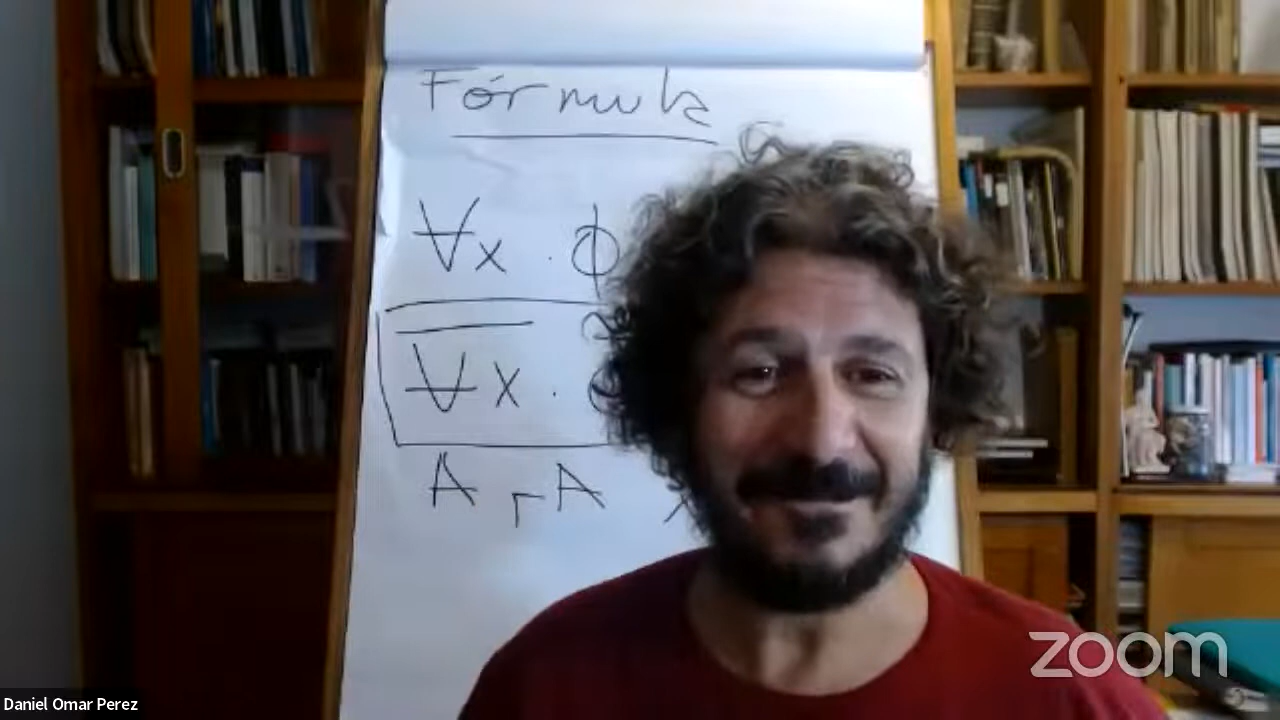 Fórmula
∀x . ϕ
∀x .
A ¬A
zoom
Daniel Omar Perez